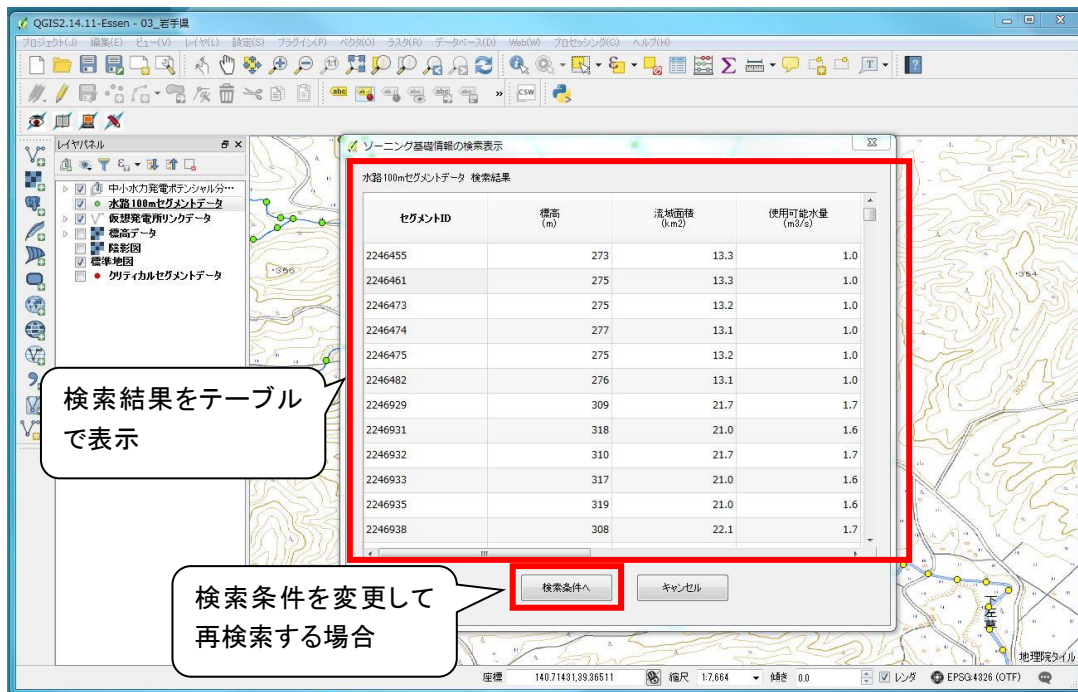 QGIS2.14.11-Essen - 03_岩手県
プロジェクト(J) 編集(E) ビュー(V) レイヤ(L) 設定(S) プラグイン(P) ベクタ(O) ラスタ(R) データベース(D) Web(W) プロセッシング(C) ヘルプ(H)
レイヤパネル
中小水力発電ポテンシャル分…
水路100mセグメントデータ
仮想発電所リンクデータ
標高データ
陰影図
標準地図
クリティカルセグメントデータ
ゾーニング基礎情報の検索表示
水路100mセグメントデータ 検索結果
セグメントID 標高(m) 流域面積(km2) 使用可能水量(m3/s)
2246455 273 13.3 1.0
2246461 275 13.3 1.0
2246473 275 13.2 1.0
2246474 277 13.1 1.0
2246475 275 13.2 1.0
2246482 276 13.1 1.0
2246929 309 21.7 1.7
2246931 318 21.0 1.6
2246932 310 21.7 1.7
2246933 317 21.0 1.6
2246935 319 21.0 1.6
2246938 308 22.1 1.7
検索結果をテーブル
で表示
検索条件へ キャンセル
検索条件を変更して
再検索する場合
地理院タイル
座標 140.71431,39.36511 縮尺 1:7,664 傾き 0.0 レンダ EPSG:4326 (OTF)